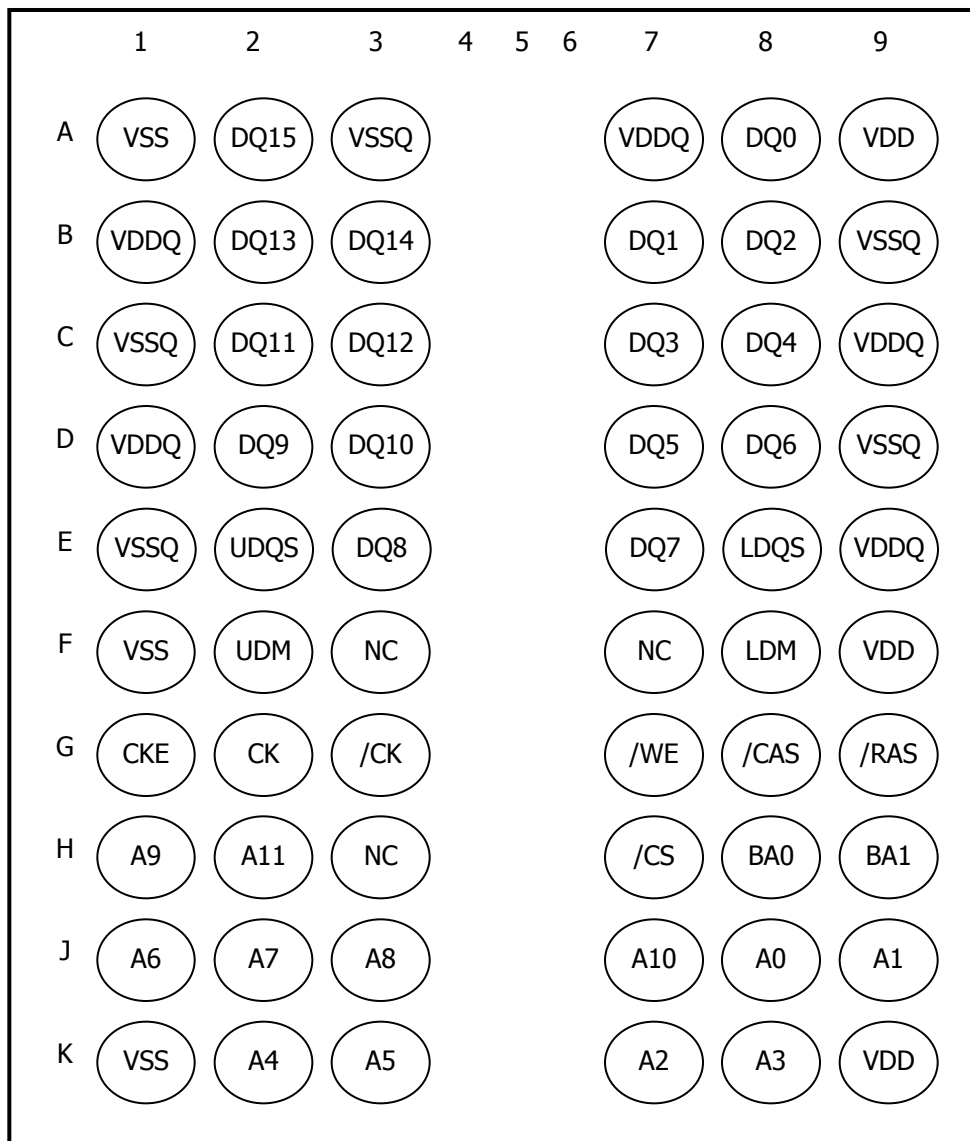 1 2 3 4 5 6 7 8 9
A VSS DQ15 VSSQ VDDQ DQ0 VDD
B VDDQ DQ13 DQ14 DQ1 DQ2 VSSQ
C VSSQ DQ11 DQ12 DQ3 DQ4 VDDQ
D VDDQ DQ9 DQ10 DQ5 DQ6 VSSQ
E VSSQ UDQS DQ8 DQ7 LDQS VDDQ
F VSS UDM NC NC LDM VDD
G CKE CK /CK /WE /CAS /RAS
H A9 A11 NC /CS BA0 BA1
J A6 A7 A8 A10 A0 A1
K VSS A4 A5 A2 A3 VDD